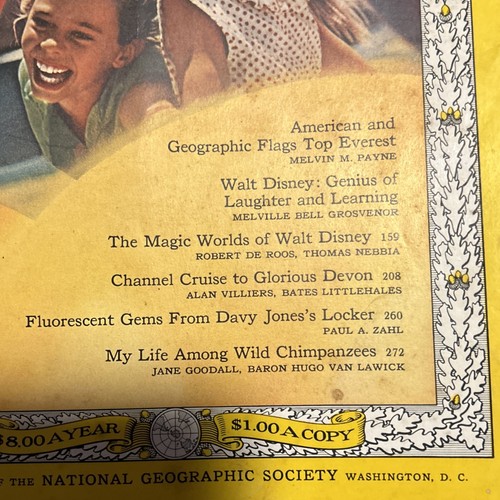 American and
Geographic Flags Top Everest
MELVIN M. PAYNE
Walt Disney: Genius of
Laughter and Learning
MELVILLE BELL GROSVENOR
The Magic Worlds of Walt Disney 159
ROBERT DE ROOS, THOMAS NEBBIA
Channel Cruise to Glorious Devon 208
ALAN VILLIERS, BATES LITTLEHALES
Fluorescent Gems From Davy Jones's Locker 260
PAUL A. ZAHL
My Life Among Wild Chimpanzees 272
JANE GOODALL, BARON HUGO VAN LAWICK
$8.00 A YEAR $1.00 A COPY
OF THE NATIONAL GEOGRAPHIC SOCIETY WASHINGTON, D. C.